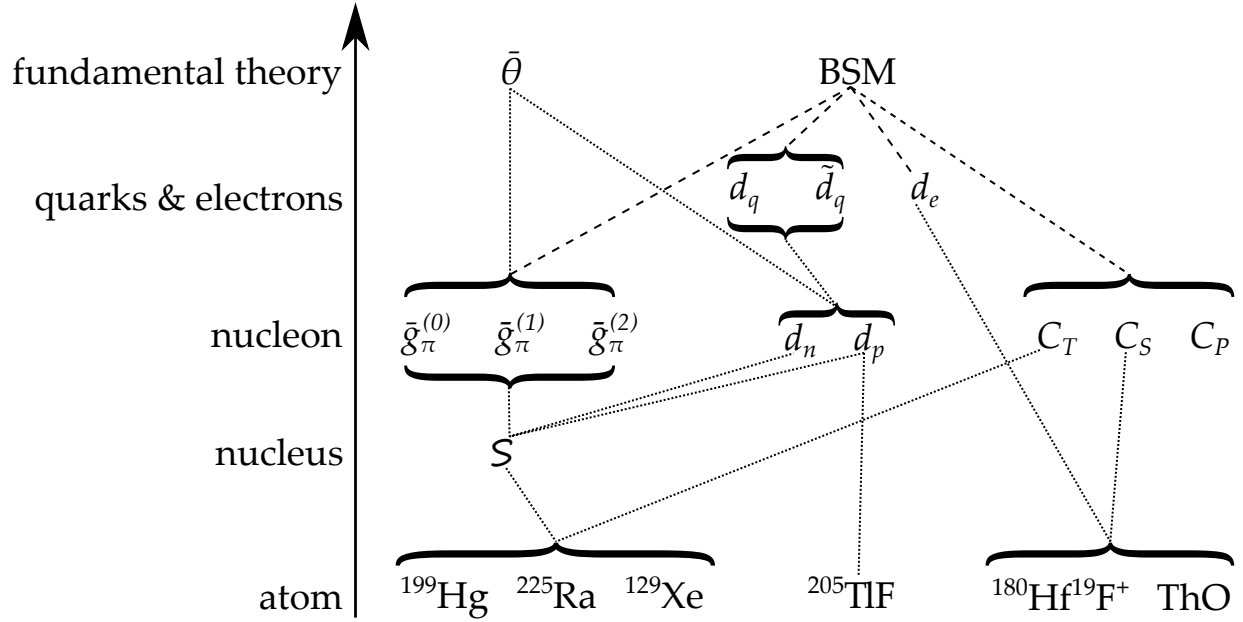 fundamental theory θ̄ BSM
quarks & electrons d_q d̃_q d_e
nucleon ḡ_π^(0) ḡ_π^(1) ḡ_π^(2) d_n d_p C_T C_S C_P
nucleus S
atom ¹⁹⁹Hg ²²⁵Ra ¹²⁹Xe ²⁰⁵TlF ¹⁸⁰Hf¹⁹F⁺ ThO